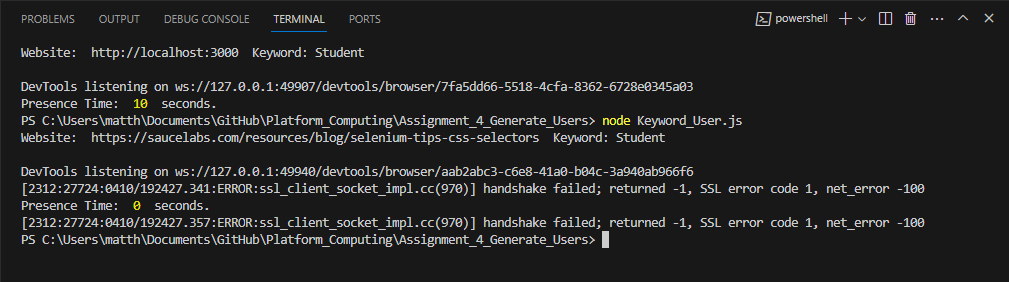 PROBLEMS OUTPUT DEBUG CONSOLE TERMINAL PORTS powershell
Website:  http://localhost:3000  Keyword: Student
DevTools listening on ws://127.0.0.1:49907/devtools/browser/7fa5dd66-5518-4cfa-8362-6728e0345a03
Presence Time:  10  seconds.
PS C:\Users\matth\Documents\GitHub\Platform_Computing\Assignment_4_Generate_Users> node Keyword_User.js
Website:  https://saucelabs.com/resources/blog/selenium-tips-css-selectors  Keyword: Student
DevTools listening on ws://127.0.0.1:49940/devtools/browser/aab2abc3-c6e8-41a0-b04c-3a940ab966f6
[2312:27724:0410/192427.341:ERROR:ssl_client_socket_impl.cc(970)] handshake failed; returned -1, SSL error code 1, net_error -100
Presence Time:  0  seconds.
[2312:27724:0410/192427.357:ERROR:ssl_client_socket_impl.cc(970)] handshake failed; returned -1, SSL error code 1, net_error -100
PS C:\Users\matth\Documents\GitHub\Platform_Computing\Assignment_4_Generate_Users>